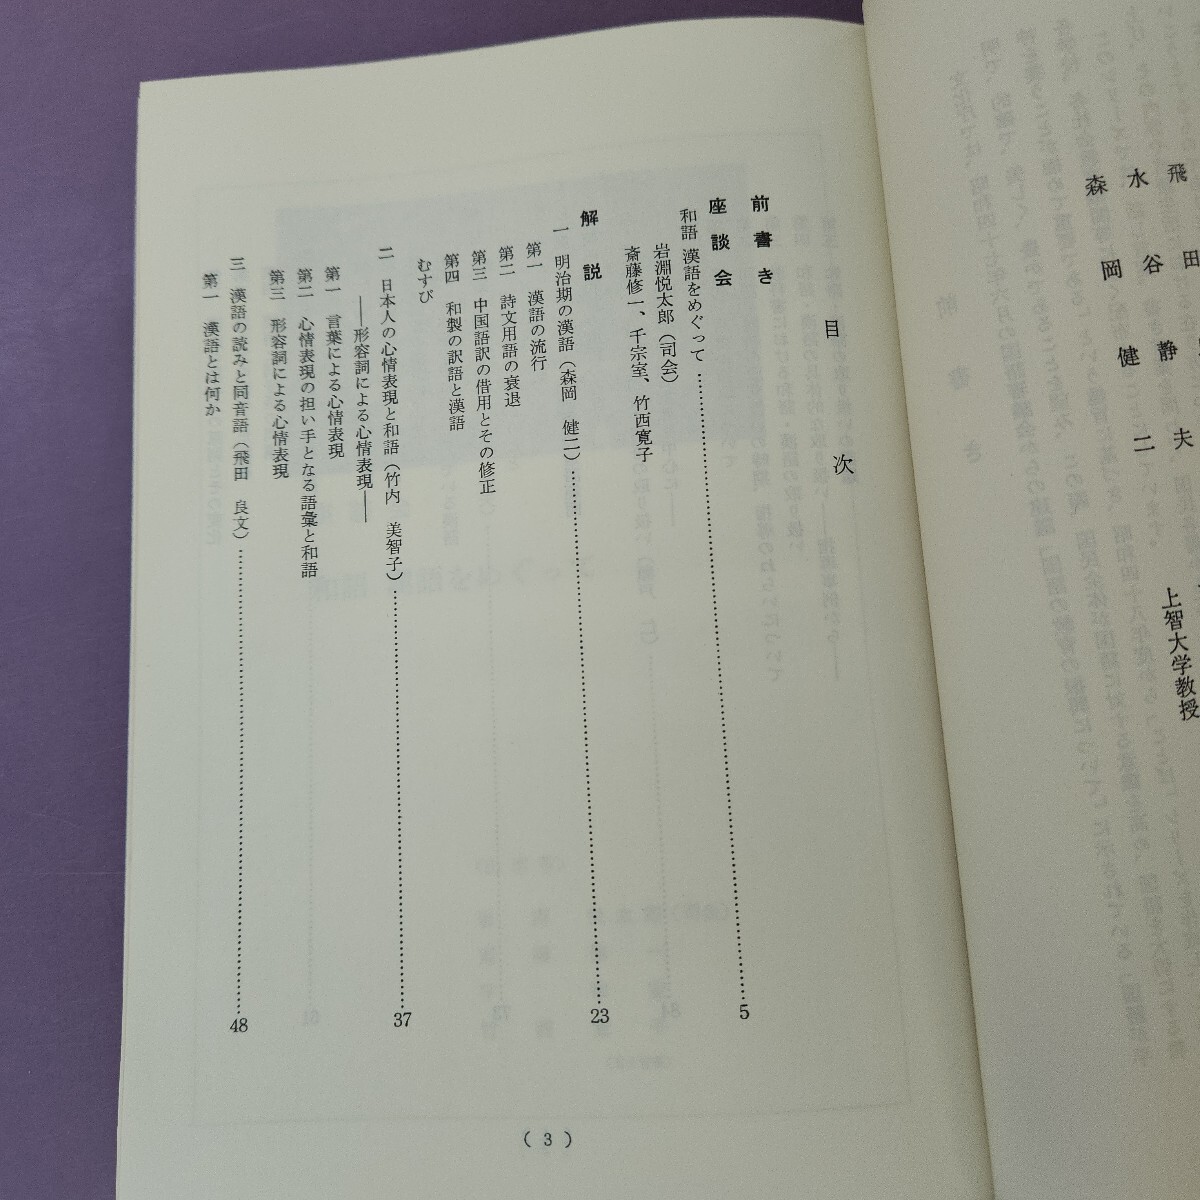 飛田
水谷静夫
森岡健二
上智大学教授
目次
前書き
座談会
和語 漢語をめぐって……5
岩淵悦太郎(司会)
斎藤修一、千宗室、竹西寛子
解説
一 明治期の漢語(森岡 健二)……23
第一 漢語の流行
第二 詩文用語の衰退
第三 中国語訳の借用とその修正
第四 和製の訳語と漢語
むすび
二 日本人の心情表現と和語(竹内 美智子)……37
――形容詞による心情表現――
第一 言葉による心情表現
第二 心情表現の担い手となる語彙と和語
第三 形容詞による心情表現
三 漢語の読みと同音語(飛田 良文)……48
第一 漢語とは何か
(3)